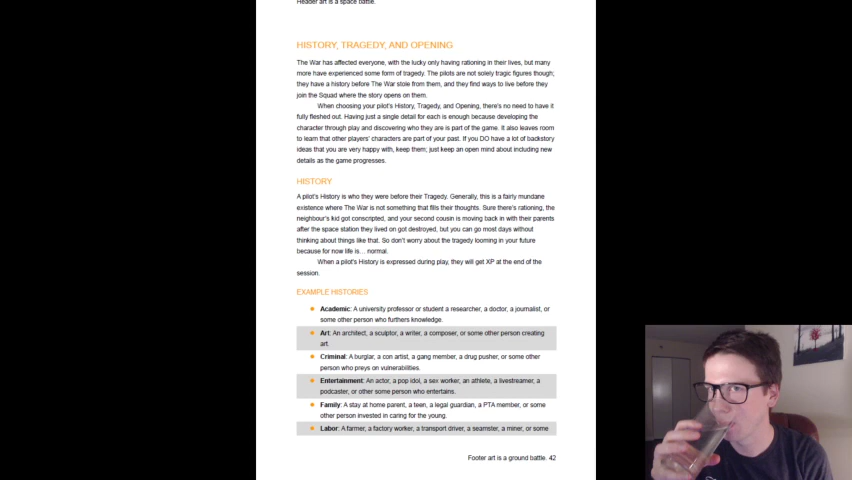 Header art is a space battle.
HISTORY, TRAGEDY, AND OPENING
The War has affected everyone, with the lucky only having rationing in their lives, but many
more have experienced some form of tragedy. The pilots are not solely tragic figures though;
they have a history before The War stole from them, and they find ways to live before they
join the Squad where the story opens on them.
When choosing your pilot's History, Tragedy, and Opening, there's no need to have it
fully fleshed out. Having just a single detail for each is enough because developing the
character through play and discovering who they are is part of the game. It also leaves room
to learn that other players' characters are part of your past. If you DO have a lot of backstory
ideas that you are very happy with, keep them; just keep an open mind about including new
details as the game progresses.
HISTORY
A pilot's History is who they were before their Tragedy. Generally, this is a fairly mundane
existence where The War is not something that fills their thoughts. Sure there's rationing, the
neighbour's kid got conscripted, and your second cousin is moving back in with their parents
after the space station they lived on got destroyed, but you can go most days without
thinking about things like that. So don't worry about the tragedy looming in your future
because for now life is… normal.
When a pilot's History is expressed during play, they will get XP at the end of the
session.
EXAMPLE HISTORIES
Academic: A university professor or student a researcher, a doctor, a journalist, or
some other person who furthers knowledge.
Art: An architect, a sculptor, a writer, a composer, or some other person creating
art.
Criminal: A burglar, a con artist, a gang member, a drug pusher, or some other
person who preys on vulnerabilities.
Entertainment: An actor, a pop idol, a sex worker, an athlete, a livestreamer, a
podcaster, or other some person who entertains.
Family: A stay at home parent, a teen, a legal guardian, a PTA member, or some
other person invested in caring for the young.
Labor: A farmer, a factory worker, a transport driver, a seamster, a miner, or some
Footer art is a ground battle. 42